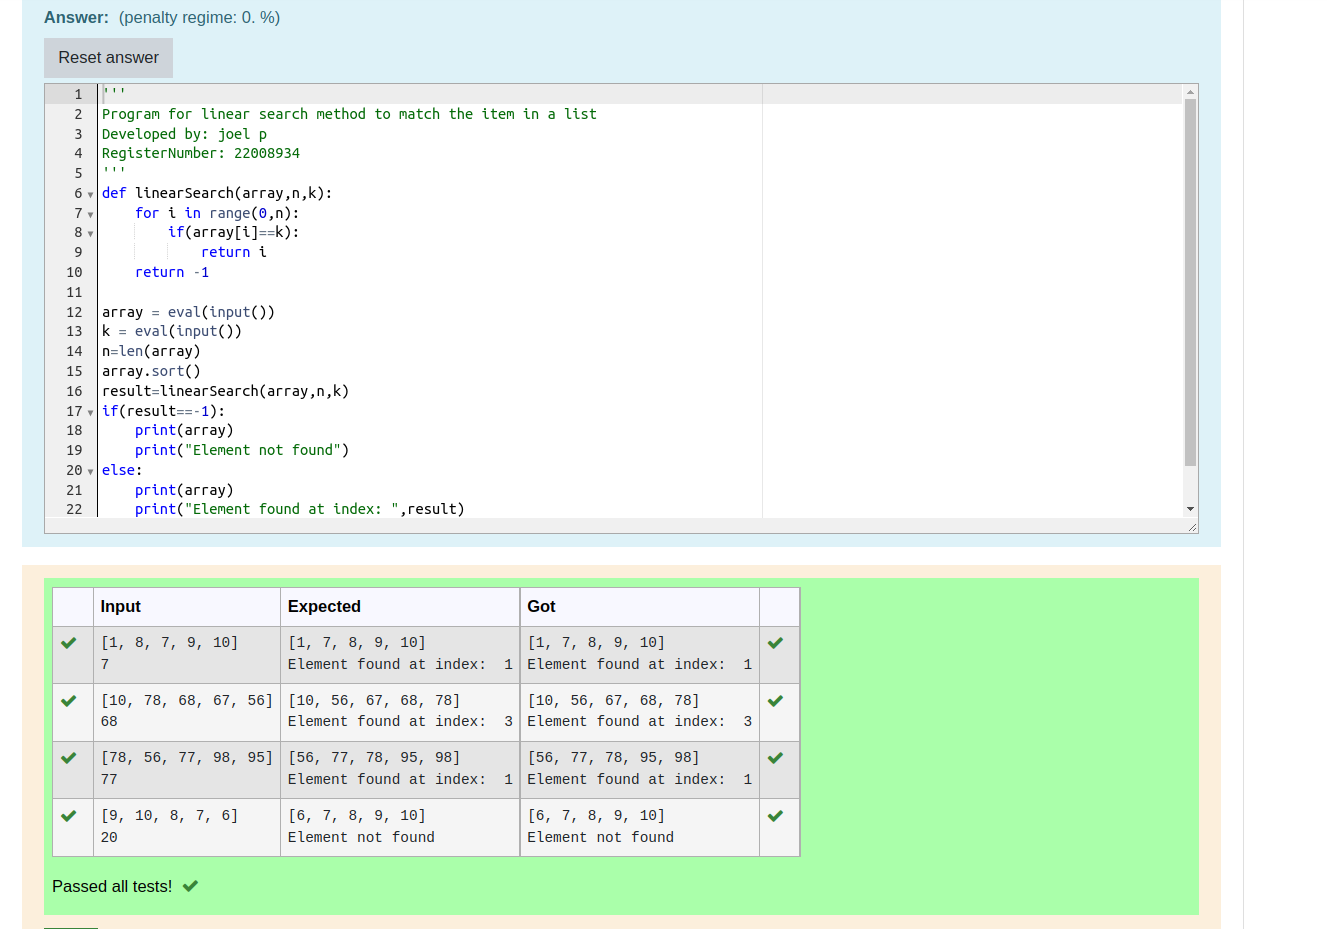 Answer: (penalty regime: 0. %)
Reset answer
1 '''
2 Program for linear search method to match the item in a list
3 Developed by: joel p
4 RegisterNumber: 22008934
5 '''
6 def linearSearch(array,n,k):
7     for i in range(0,n):
8         if(array[i]==k):
9             return i
10     return -1
11
12 array = eval(input())
13 k = eval(input())
14 n=len(array)
15 array.sort()
16 result=linearSearch(array,n,k)
17 if(result==-1):
18     print(array)
19     print("Element not found")
20 else:
21     print(array)
22     print("Element found at index: ",result)
Input Expected Got
[1, 8, 7, 9, 10] [1, 7, 8, 9, 10] [1, 7, 8, 9, 10]
7 Element found at index:  1 Element found at index:  1
[10, 78, 68, 67, 56] [10, 56, 67, 68, 78] [10, 56, 67, 68, 78]
68 Element found at index:  3 Element found at index:  3
[78, 56, 77, 98, 95] [56, 77, 78, 95, 98] [56, 77, 78, 95, 98]
77 Element found at index:  1 Element found at index:  1
[9, 10, 8, 7, 6] [6, 7, 8, 9, 10] [6, 7, 8, 9, 10]
20 Element not found Element not found
Passed all tests!